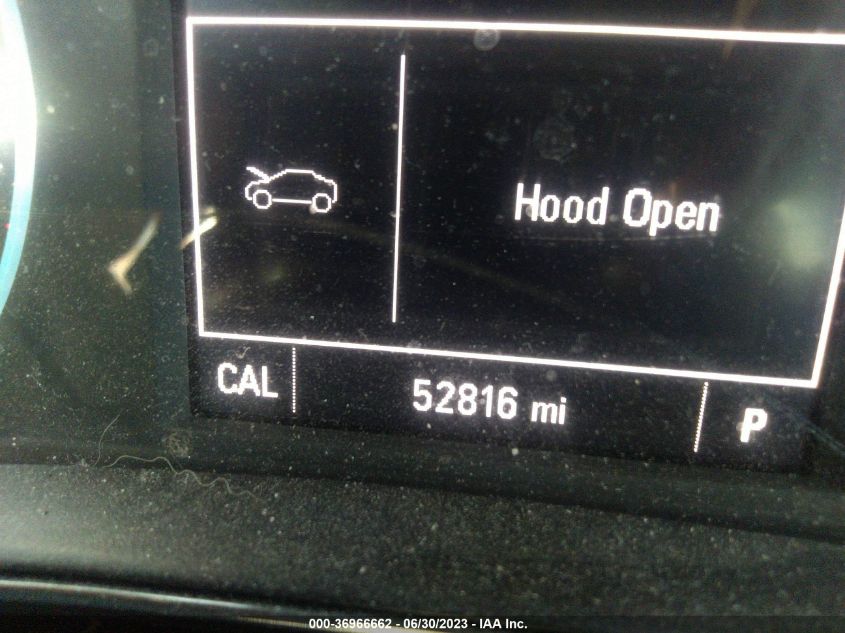 Hood Open
CAL 52816 mi P
000-36966662 - 06/30/2023 - IAA Inc.